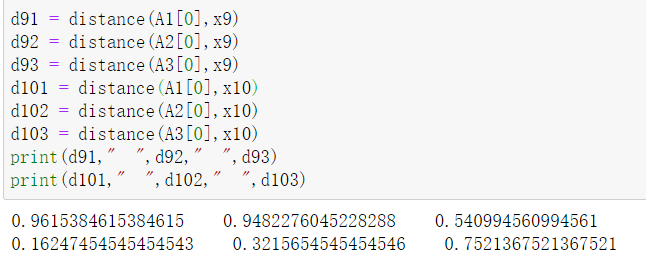 d91 = distance(A1[0],x9)
d92 = distance(A2[0],x9)
d93 = distance(A3[0],x9)
d101 = distance(A1[0],x10)
d102 = distance(A2[0],x10)
d103 = distance(A3[0],x10)
print(d91,"  ",d92,"  ",d93)
print(d101,"  ",d102,"  ",d103)
0.9615384615384615    0.9482276045228288    0.540994560994561
0.16247454545454543    0.3215654545454546    0.7521367521367521